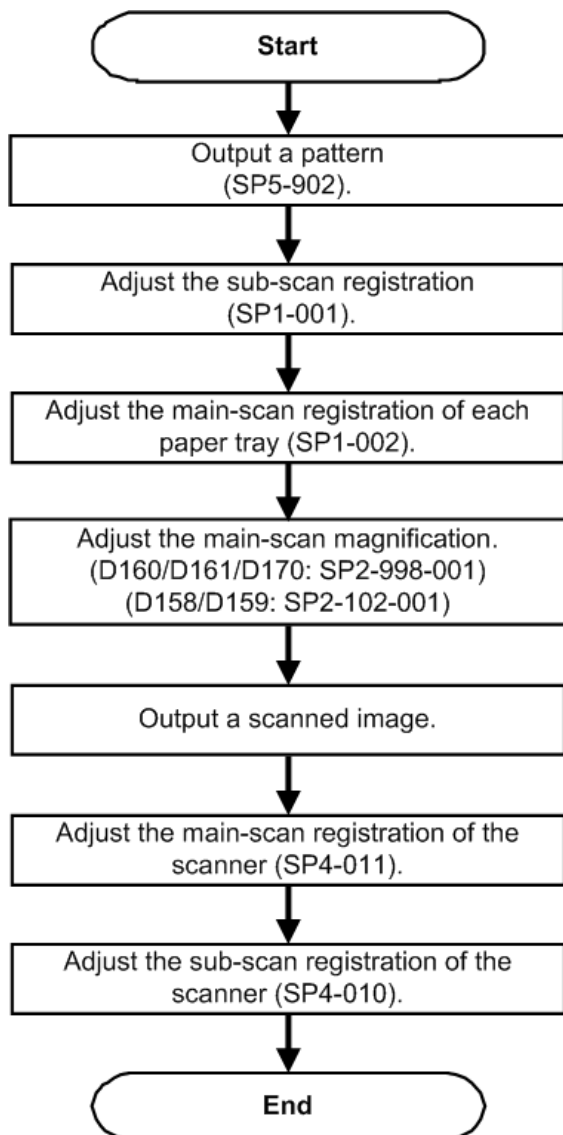 Start
Output a pattern
(SP5-902).
Adjust the sub-scan registration
(SP1-001).
Adjust the main-scan registration of each
paper tray (SP1-002).
Adjust the main-scan magnification.
(D160/D161/D170: SP2-998-001)
(D158/D159: SP2-102-001)
Output a scanned image.
Adjust the main-scan registration of the
scanner (SP4-011).
Adjust the sub-scan registration of the
scanner (SP4-010).
End